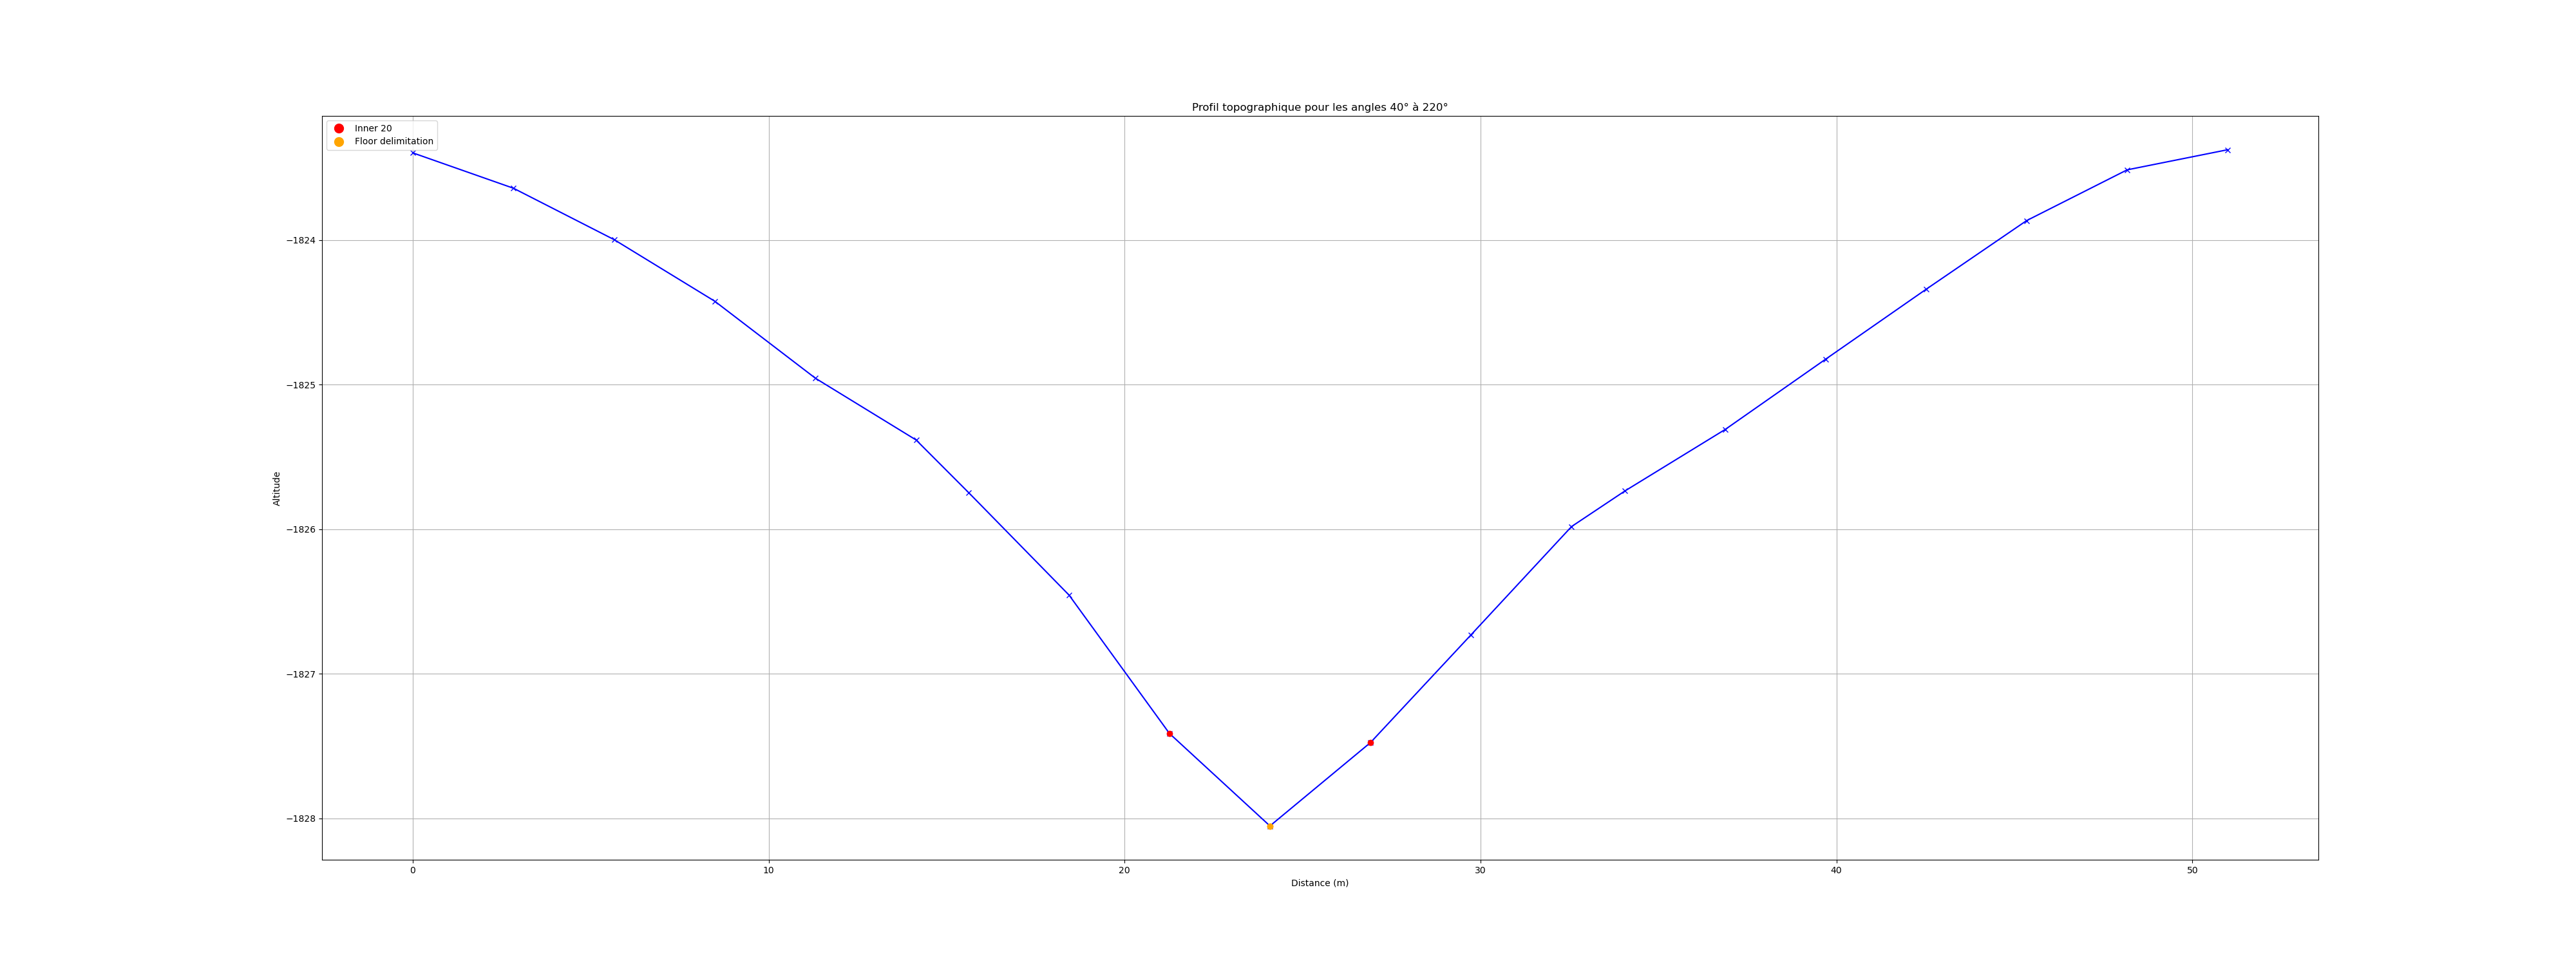 Profil topographique pour les angles 40° à 220°
Inner 20
Floor delimitation
Altitude
−1824
−1825
−1826
−1827
−1828
0 10 20 30 40 50
Distance (m)